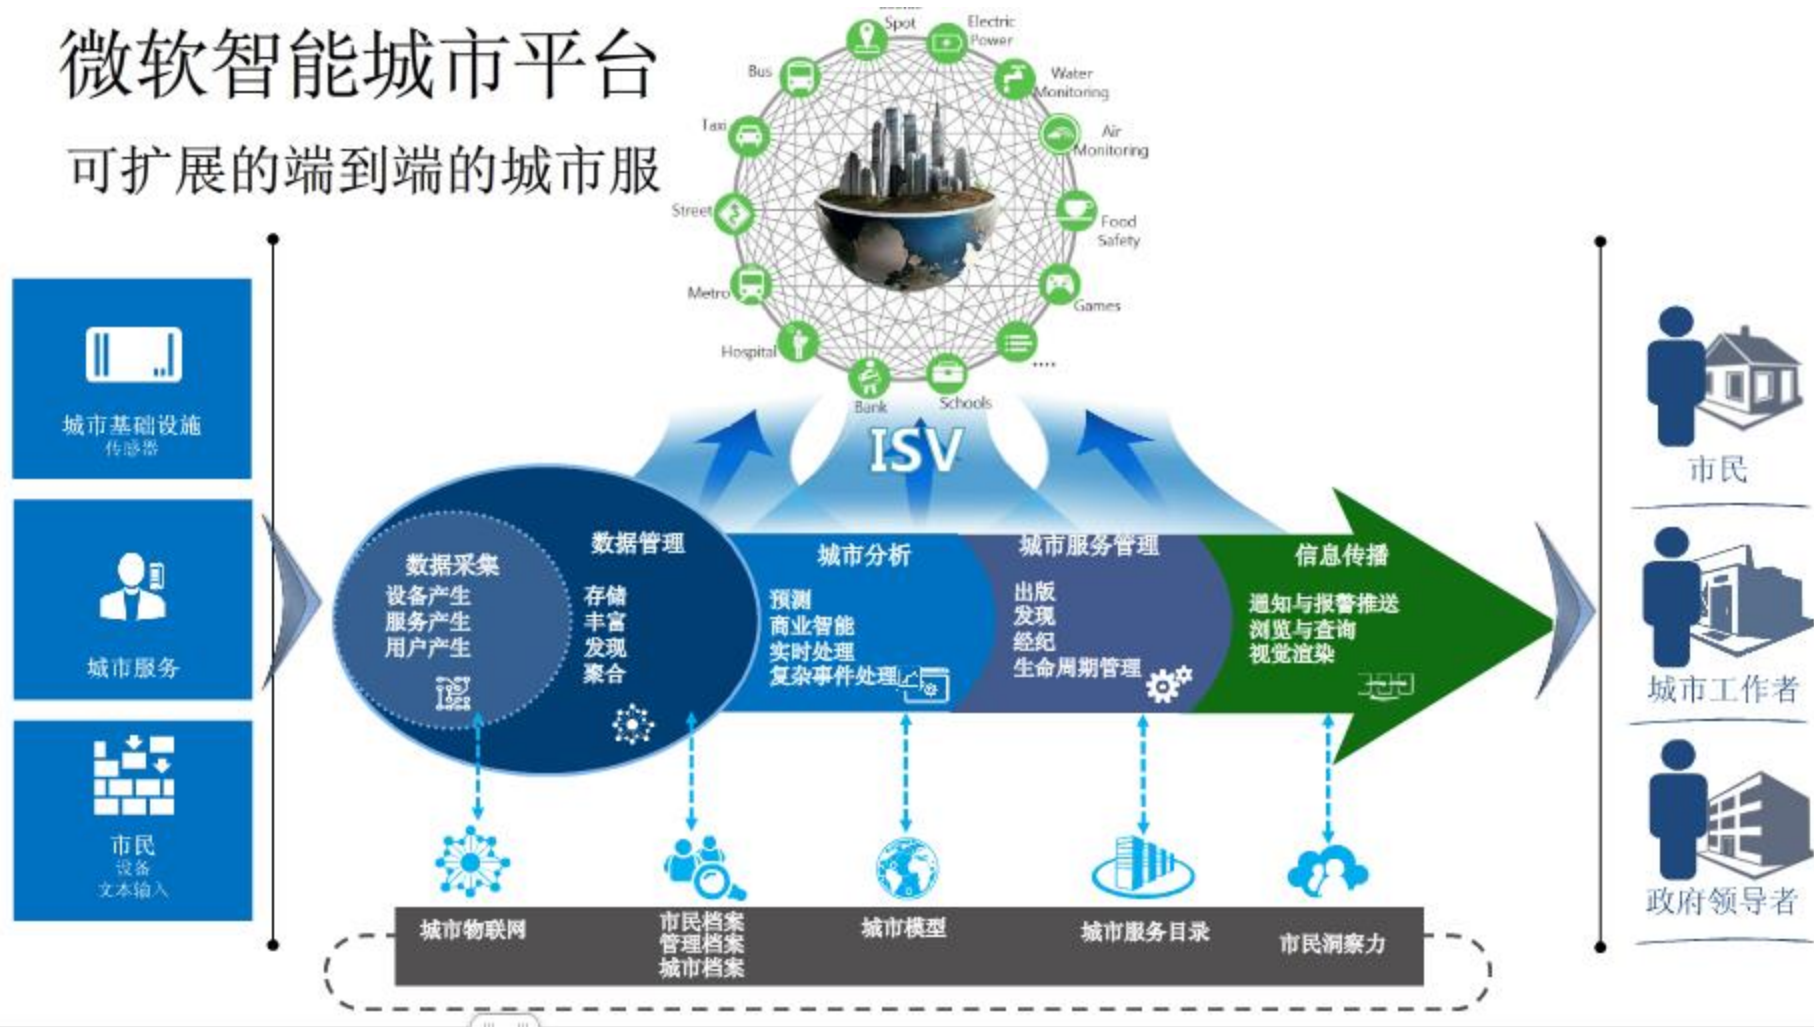 微软智能城市平台
可扩展的端到端的城市服
Spot
Electric
Power
Bus
Water
Monitoring
Taxi
Air
Monitoring
Street
Food
Safety
Metro
Games
Hospital
....
Bank
Schools
ISV
城市基础设施
传感器
城市服务
市民
设备
文本输入
数据采集
设备产生
服务产生
用户产生
数据管理
存储
丰富
发现
聚合
城市分析
预测
商业智能
实时处理
复杂事件处理
城市服务管理
出版
发现
经纪
生命周期管理
信息传播
通知与报警推送
浏览与查询
视觉渲染
市民
城市工作者
政府领导者
城市物联网
市民档案
管理档案
城市档案
城市模型
城市服务目录
市民洞察力